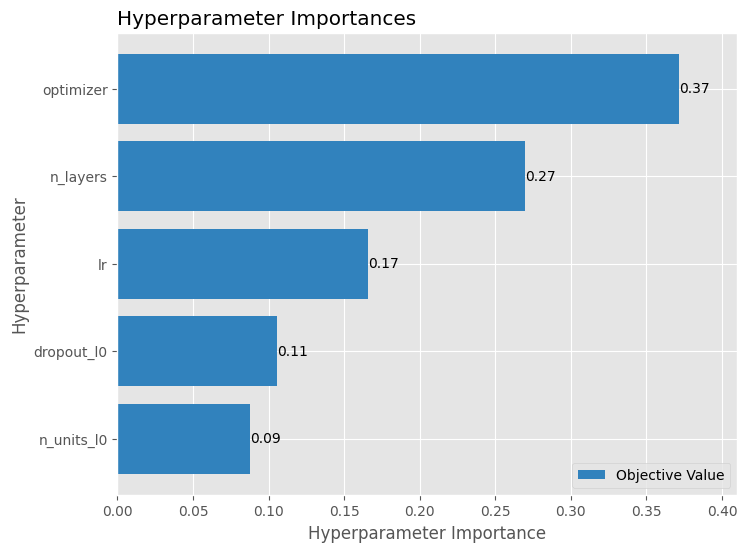 Hyperparameter Importances
Hyperparameter
optimizer
0.37
n_layers
0.27
lr
0.17
dropout_l0
0.11
n_units_l0
0.09
Objective Value
0.00 0.05 0.10 0.15 0.20 0.25 0.30 0.35 0.40
Hyperparameter Importance